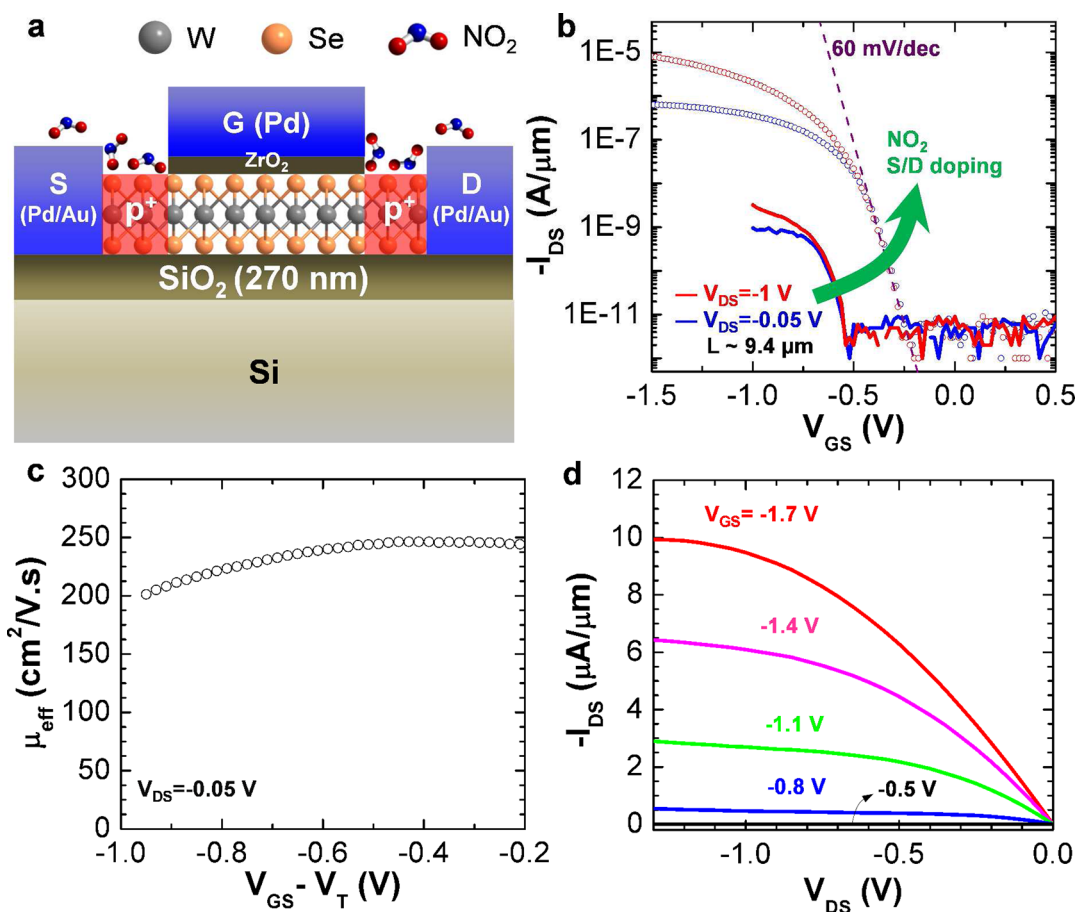 a
W
Se
NO2
G (Pd)
ZrO2
S
(Pd/Au)
p+
p+
D
(Pd/Au)
SiO2 (270 nm)
Si
b
1E-5
1E-7
1E-9
1E-11
-IDS (A/μm)
60 mV/dec
NO2
S/D doping
VDS=-1 V
VDS=-0.05 V
L ~ 9.4 μm
-1.5
-1.0
-0.5
0.0
0.5
VGS (V)
c
300
250
200
150
100
50
0
μeff (cm2/V.s)
VDS=-0.05 V
-1.0
-0.8
-0.6
-0.4
-0.2
VGS- VT (V)
d
12
10
8
6
4
2
0
-IDS (μA/μm)
VGS= -1.7 V
-1.4 V
-1.1 V
-0.8 V
-0.5 V
-1.0
-0.5
0.0
VDS (V)